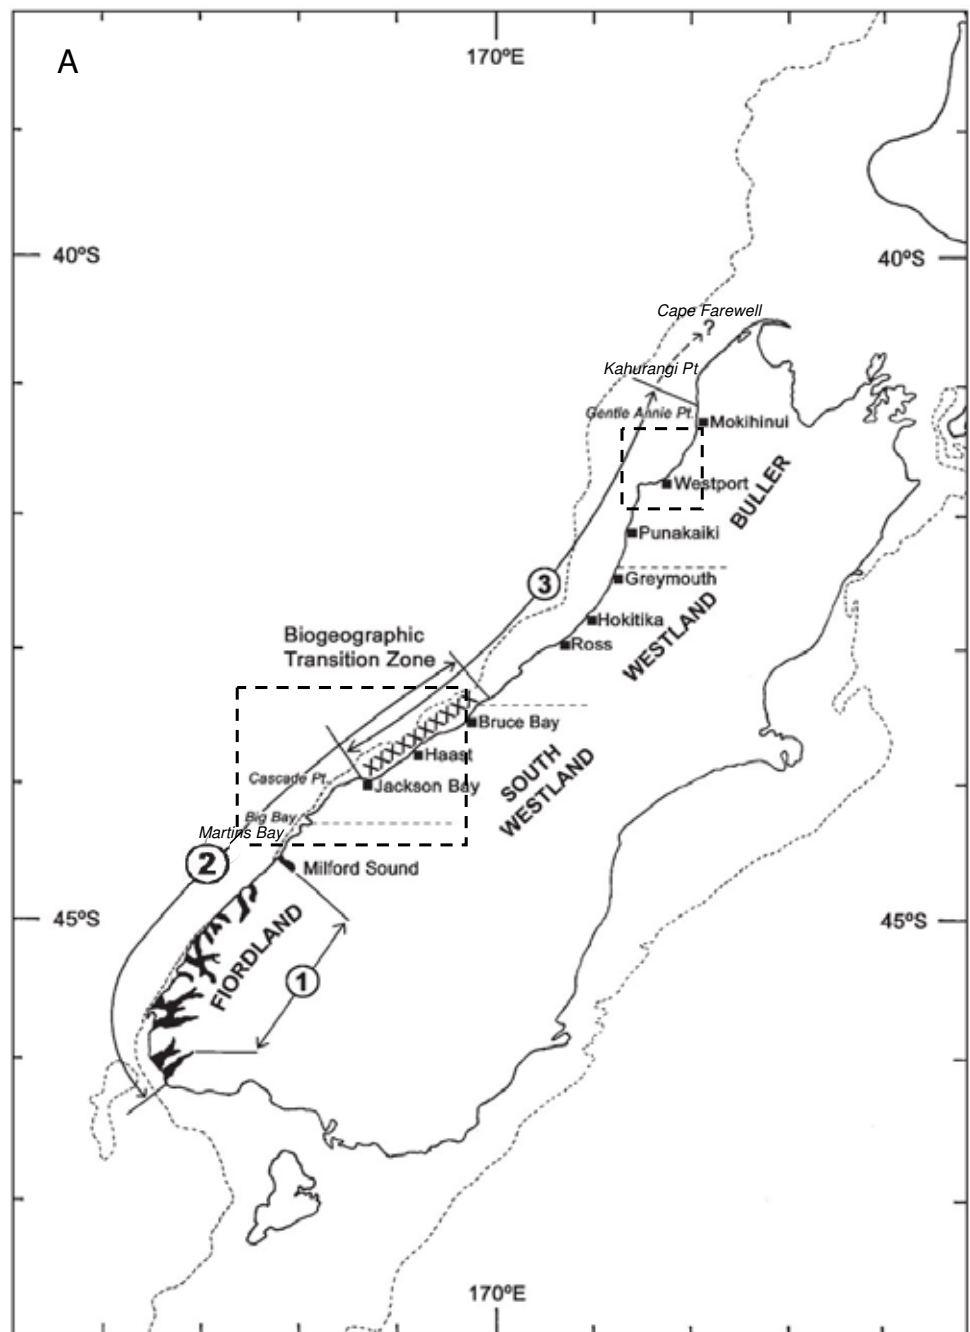 A
170ºE
40ºS
40ºS
Cape Farewell
?
Kahurangi Pt
Gentle Annie Pt.
Mokihinui
Westport
BULLER
Punakaiki
3
Greymouth
Hokitika
WESTLAND
Ross
Biogeographic
Transition Zone
XXXXXXXXXX
Bruce Bay
Haast
SOUTH
WESTLAND
Cascade Pt.
Jackson Bay
Big Bay
Martins Bay
2
Milford Sound
45ºS
45ºS
FIORDLAND
1
170ºE